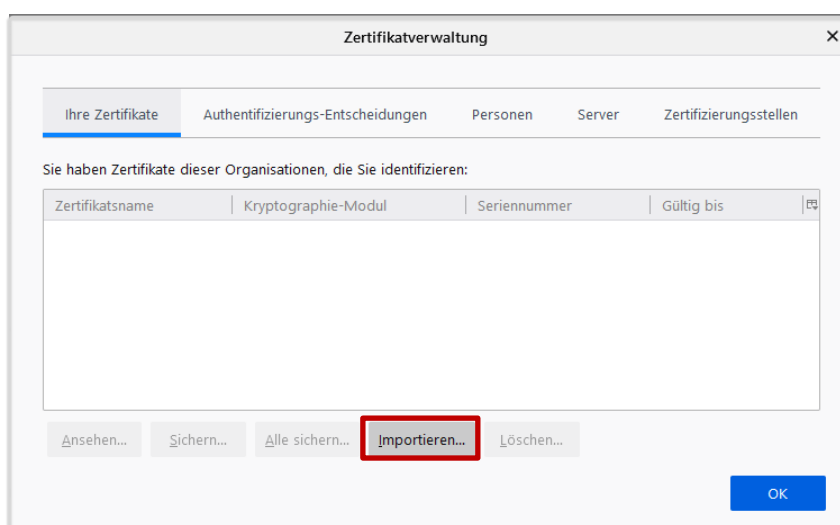 Zertifikatverwaltung
Ihre Zertifikate Authentifizierungs-Entscheidungen Personen Server Zertifizierungsstellen
Sie haben Zertifikate dieser Organisationen, die Sie identifizieren:
Zertifikatsname Kryptographie-Modul Seriennummer Gültig bis
Ansehen... Sichern... Alle sichern... Importieren... Löschen...
OK